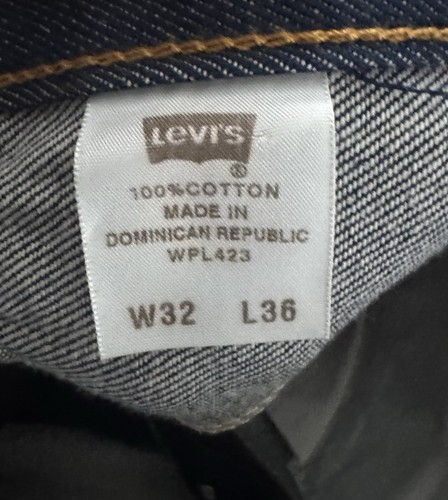 Levi's
®
100%COTTON
MADE IN
DOMINICAN REPUBLIC
WPL423
W32 L36